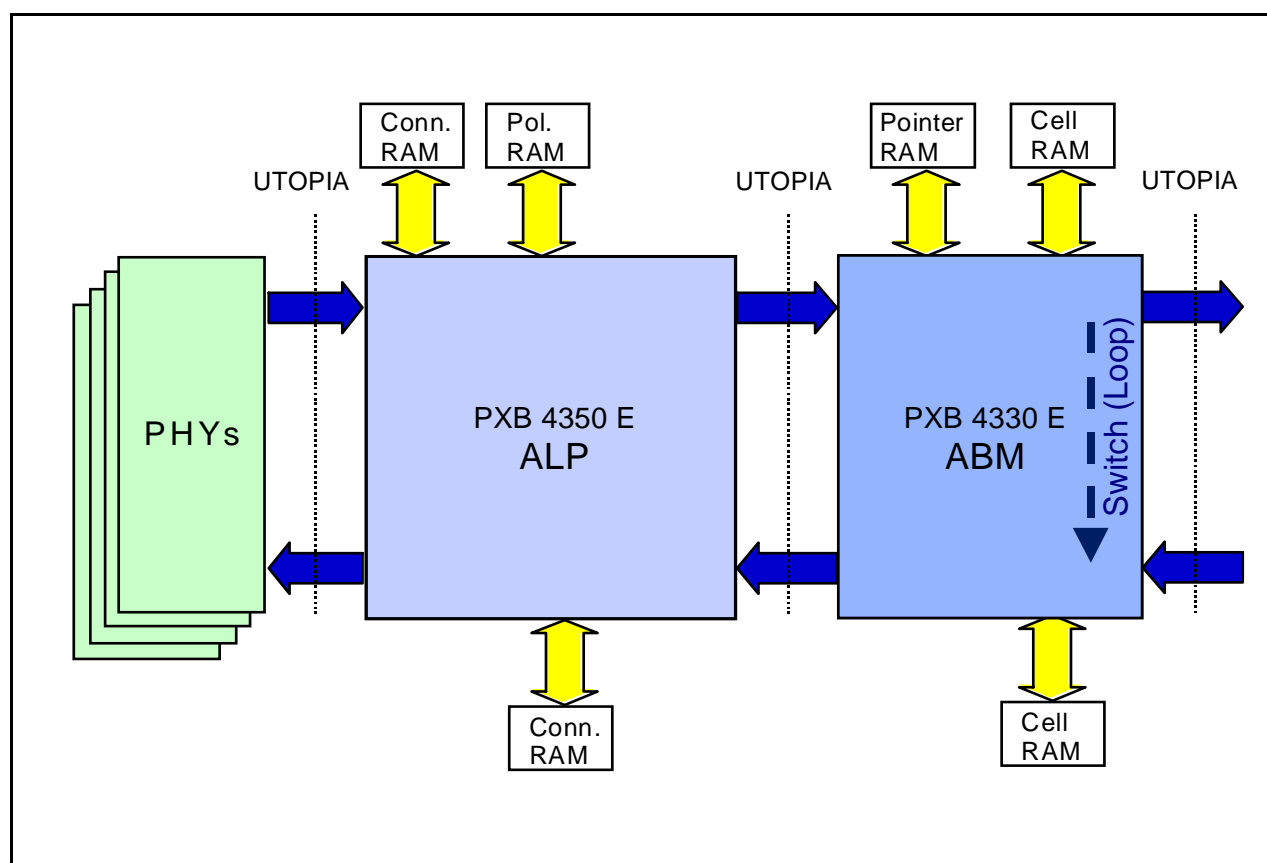 Conn.
RAM
Pol.
RAM
Pointer
RAM
Cell
RAM
UTOPIA
UTOPIA
UTOPIA
PHYs
PXB 4350 E
ALP
PXB 4330 E
ABM
Switch (Loop)
Conn.
RAM
Cell
RAM